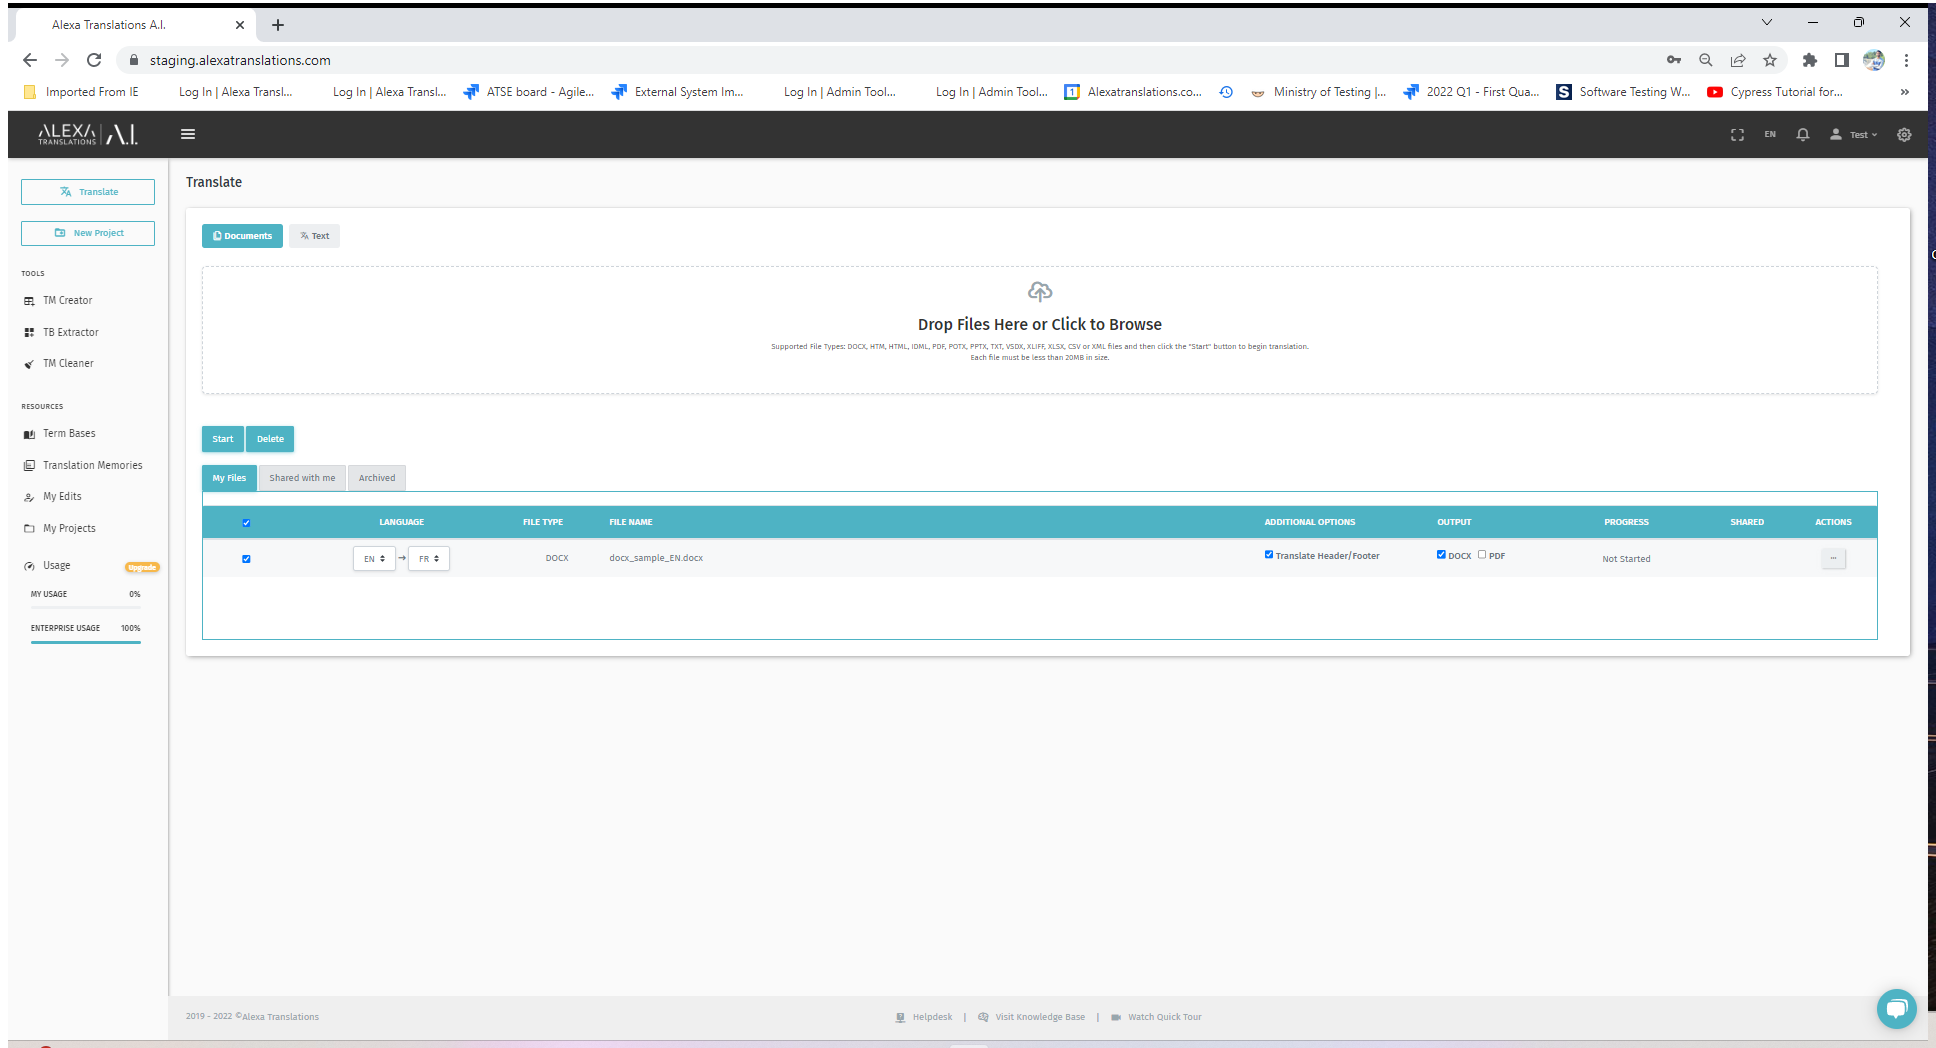 Alexa Translations A.I.
staging.alexatranslations.com
Imported From IE
Log In | Alexa Transl...
Log In | Alexa Transl...
ATSE board - Agile...
External System Im...
Log In | Admin Tool...
Log In | Admin Tool...
1
Alexatranslations.co...
Ministry of Testing |...
2022 Q1 - First Qua...
S
Software Testing W...
Cypress Tutorial for...
»
ALEXA TRANSLATIONS | A.I.
EN
Test
Translate
New Project
TOOLS
TM Creator
TB Extractor
TM Cleaner
RESOURCES
Term Bases
Translation Memories
My Edits
My Projects
Usage
Upgrade
MY USAGE 0%
ENTERPRISE USAGE 100%
Translate
Documents
Text
Drop Files Here or Click to Browse
Supported File Types: DOCX, HTM, HTML, IDML, PDF, POTX, PPTX, TXT, VSDX, XLIFF, XLSX, CSV or XML files and then click the "Start" button to begin translation.
Each file must be less than 20MB in size.
Start
Delete
My Files
Shared with me
Archived
LANGUAGE FILE TYPE FILE NAME ADDITIONAL OPTIONS OUTPUT PROGRESS SHARED ACTIONS
EN → FR DOCX docx_sample_EN.docx Translate Header/Footer DOCX PDF Not Started ...
2019 - 2022 ©Alexa Translations
Helpdesk | Visit Knowledge Base | Watch Quick Tour